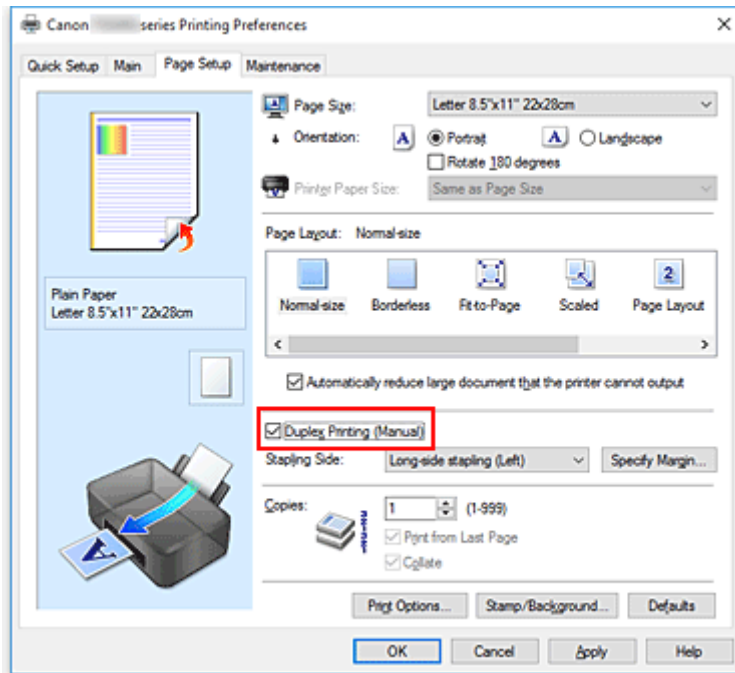 Canon series Printing Preferences
Quick Setup Main Page Setup Maintenance
Page Size: Letter 8.5"x11" 22x28cm
Orientation: A Portrait A Landscape
Rotate 180 degrees
Printer Paper Size: Same as Page Size
Page Layout: Normal-size
Normal-size Borderless Fit-to-Page Scaled Page Layout
Plain Paper
Letter 8.5"x11" 22x28cm
Automatically reduce large document that the printer cannot output
Duplex Printing (Manual)
Stapling Side: Long-side stapling (Left) Specify Margin...
Copies: 1 (1-999)
Print from Last Page
Collate
Print Options... Stamp/Background... Defaults
OK Cancel Apply Help